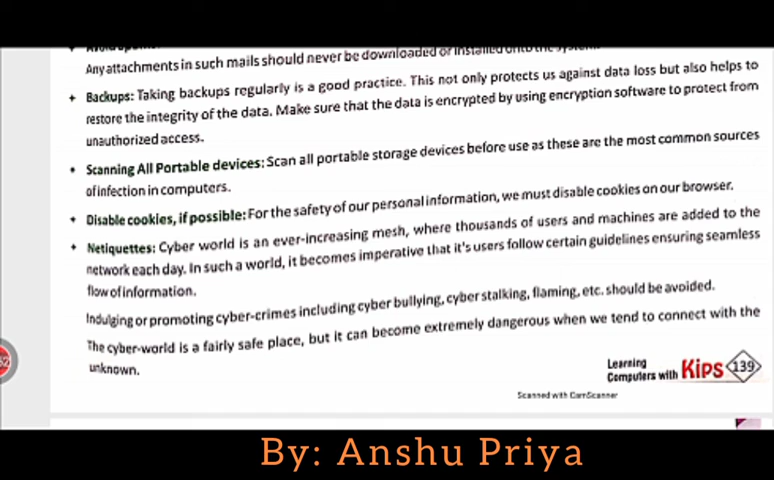 Any attachments in such mails should never be downloaded or installed onto the system.
+ Backups: Taking backups regularly is a good practice. This not only protects us against data loss but also helps to
restore the integrity of the data. Make sure that the data is encrypted by using encryption software to protect from
unauthorized access.
• Scanning All Portable devices: Scan all portable storage devices before use as these are the most common sources
of infection in computers.
+ Disable cookies, if possible: For the safety of our personal information, we must disable cookies on our browser.
+ Netiquettes: Cyber world is an ever-increasing mesh, where thousands of users and machines are added to the
network each day. In such a world, it becomes imperative that it's users follow certain guidelines ensuring seamless
flow of information.
Indulging or promoting cyber-crimes including cyber bullying, cyber stalking, flaming, etc. should be avoided.
The cyber-world is a fairly safe place, but it can become extremely dangerous when we tend to connect with the
unknown.
Learning
Computers with Kips 139
Scanned with CamScanner
By: Anshu Priya